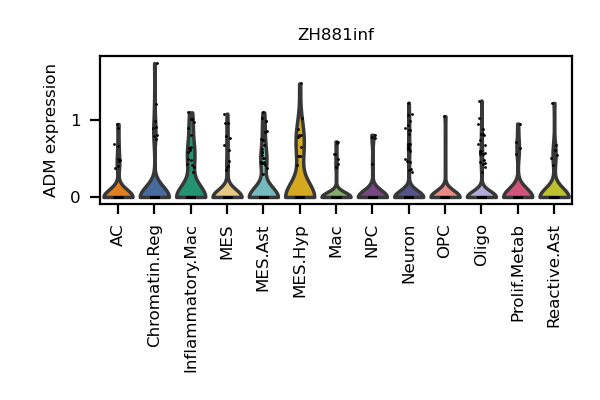 ZH881inf
ADM expression
1
0
AC
Chromatin.Reg
Inflammatory.Mac
MES
MES.Ast
MES.Hyp
Mac
NPC
Neuron
OPC
Oligo
Prolif.Metab
Reactive.Ast